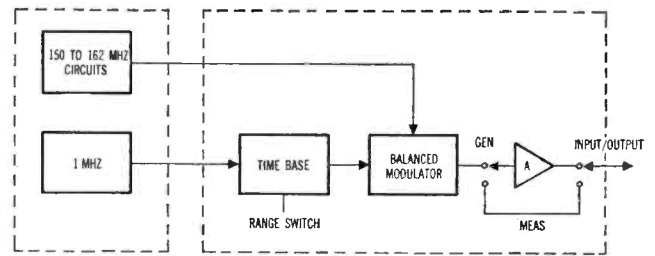 150 TO 162 MHZ
CIRCUITS
1 MHZ
TIME BASE
BALANCED
MODULATOR
GEN
A
INPUT/OUTPUT
RANGE SWITCH
MEAS